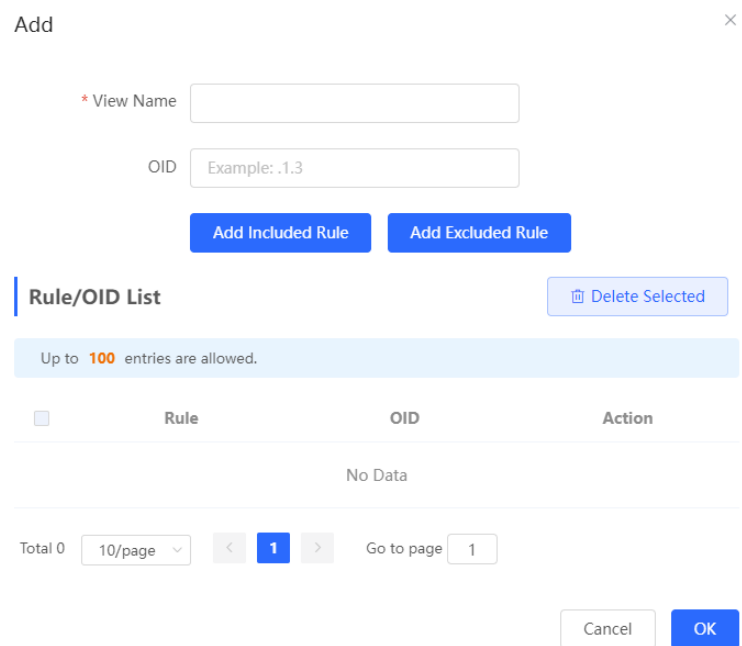 Add
* View Name
OID Example: .1.3
Add Included Rule Add Excluded Rule
Rule/OID List Delete Selected
Up to 100 entries are allowed.
Rule OID Action
No Data
Total 0 10/page < 1 > Go to page 1
Cancel OK